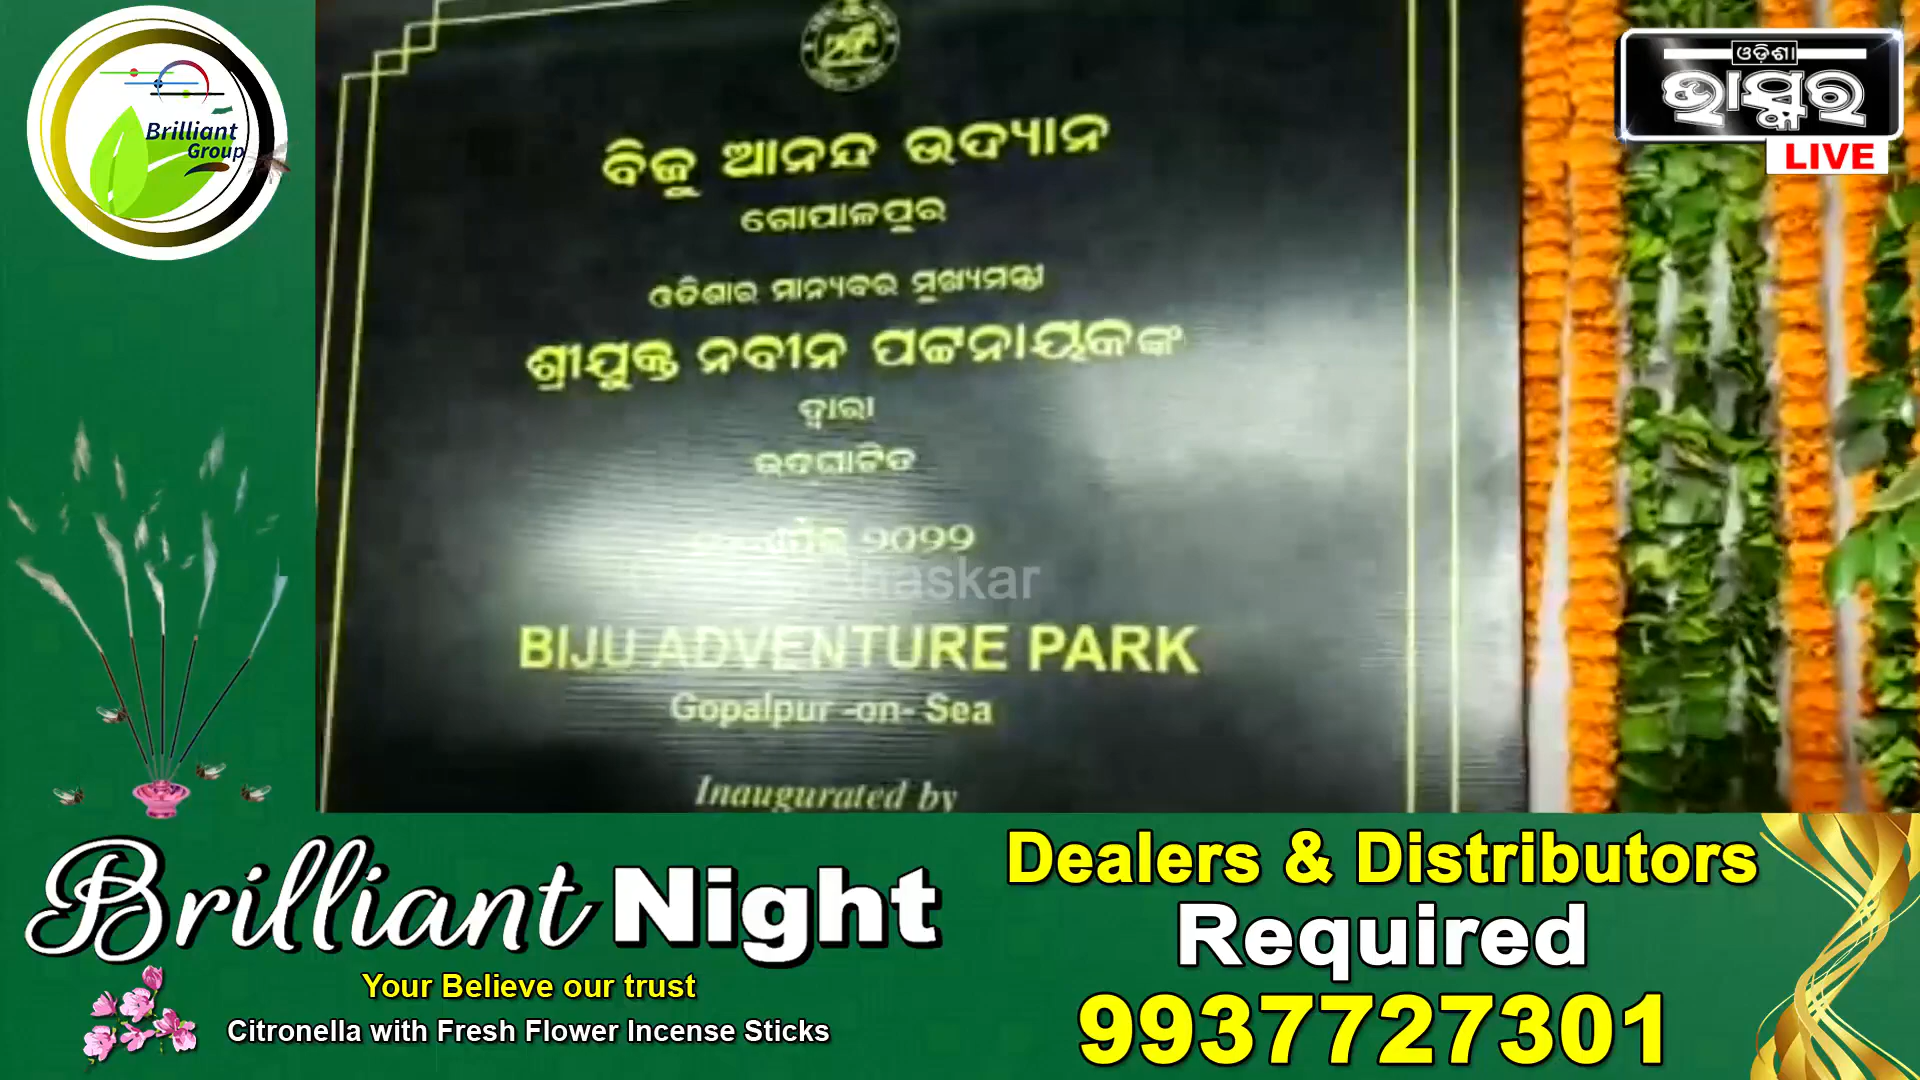 Brilliant
Group
ଓଡ଼ିଶା
ଭାସ୍କର
LIVE
ବିଜୁ ଆନନ୍ଦ ଉଦ୍ୟାନ
ଗୋପାଳପୁର
ଓଡିଶାର ମାନ୍ୟବର ମୁଖ୍ୟମନ୍ତ୍ରୀ
ଶ୍ରୀଯୁକ୍ତ ନବୀନ ପଟ୍ଟନାୟକଙ୍କ
ଦ୍ୱାରା
ଉଦଘାଟିତ
୨୦୨୨
Bhaskar
BIJU ADVENTURE PARK
Gopalpur -on- Sea
Inaugurated by
Brilliant Night
Your Believe our trust
Citronella with Fresh Flower Incense Sticks
Dealers & Distributors
Required
9937727301